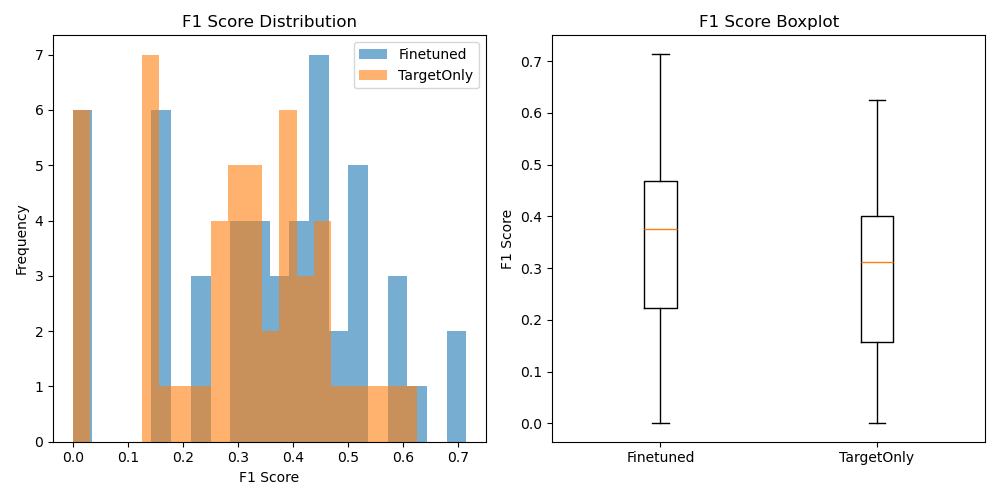 F1 Score Distribution
Finetuned
TargetOnly
Frequency
7
6
5
4
3
2
1
0
0.0 0.1 0.2 0.3 0.4 0.5 0.6 0.7
F1 Score
F1 Score Boxplot
F1 Score
0.7
0.6
0.5
0.4
0.3
0.2
0.1
0.0
Finetuned TargetOnly